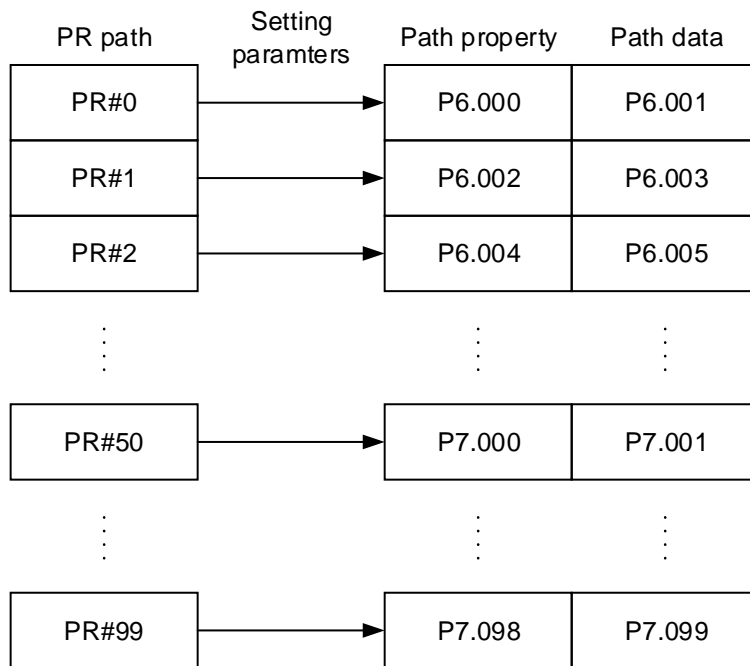 PR path
Setting
paramters
Path property
Path data
PR#0
P6.000
P6.001
PR#1
P6.002
P6.003
PR#2
P6.004
P6.005
PR#50
P7.000
P7.001
PR#99
P7.098
P7.099